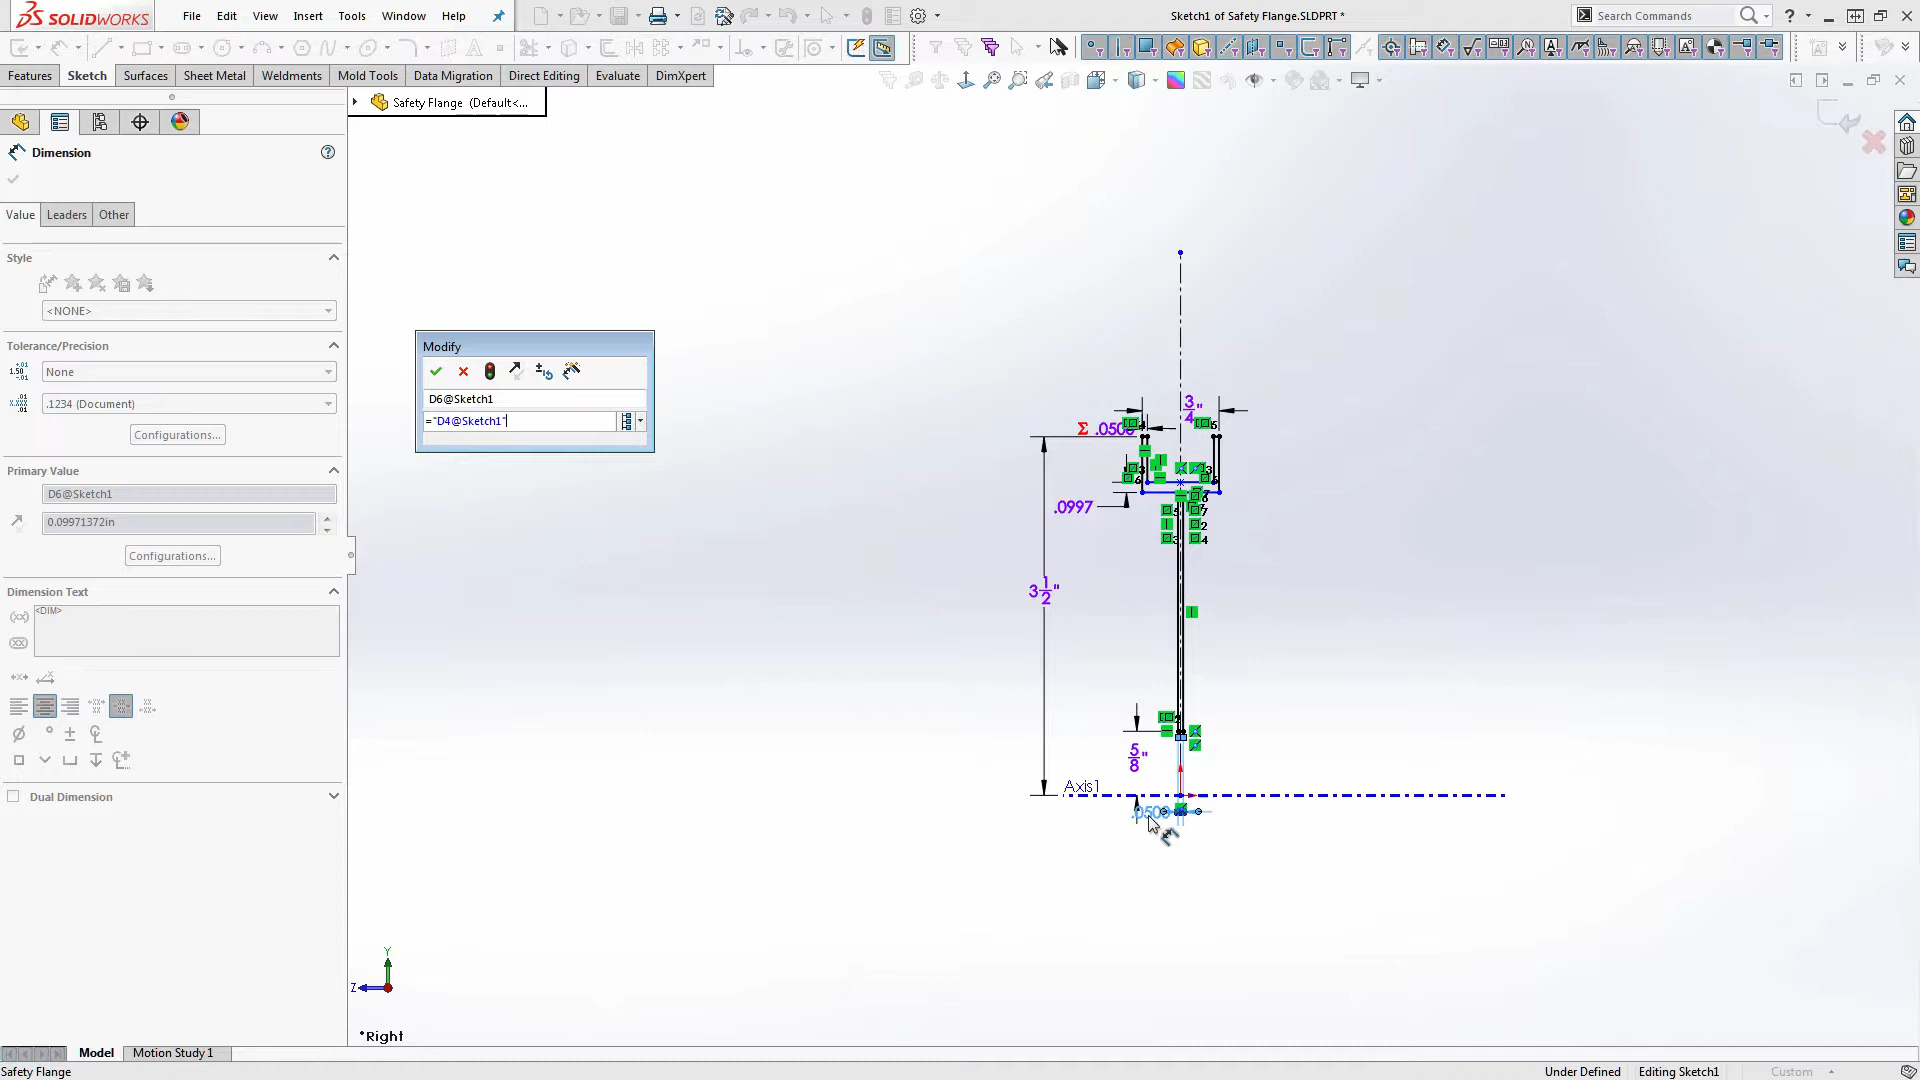 SOLIDWORKS
File Edit View Insert Tools Window Help
Sketch1 of Safety Flange.SLDPRT *
Search Commands
Features Sketch Surfaces Sheet Metal Weldments Mold Tools Data Migration Direct Editing Evaluate DimXpert
Safety Flange (Default<...
Dimension
Value Leaders Other
Style
<NONE>
Tolerance/Precision
None
.1234 (Document)
Configurations...
Primary Value
D6@Sketch1
0.09971372in
Configurations...
Dimension Text
<DIM>
Dual Dimension
Modify
D6@Sketch1
="D4@Sketch1"
3/4"
Σ .0500
.0997
3 1/2"
5/8"
Axis1
.0500
Y
Z
*Right
Model Motion Study 1
Safety Flange
Under Defined Editing Sketch1 Custom